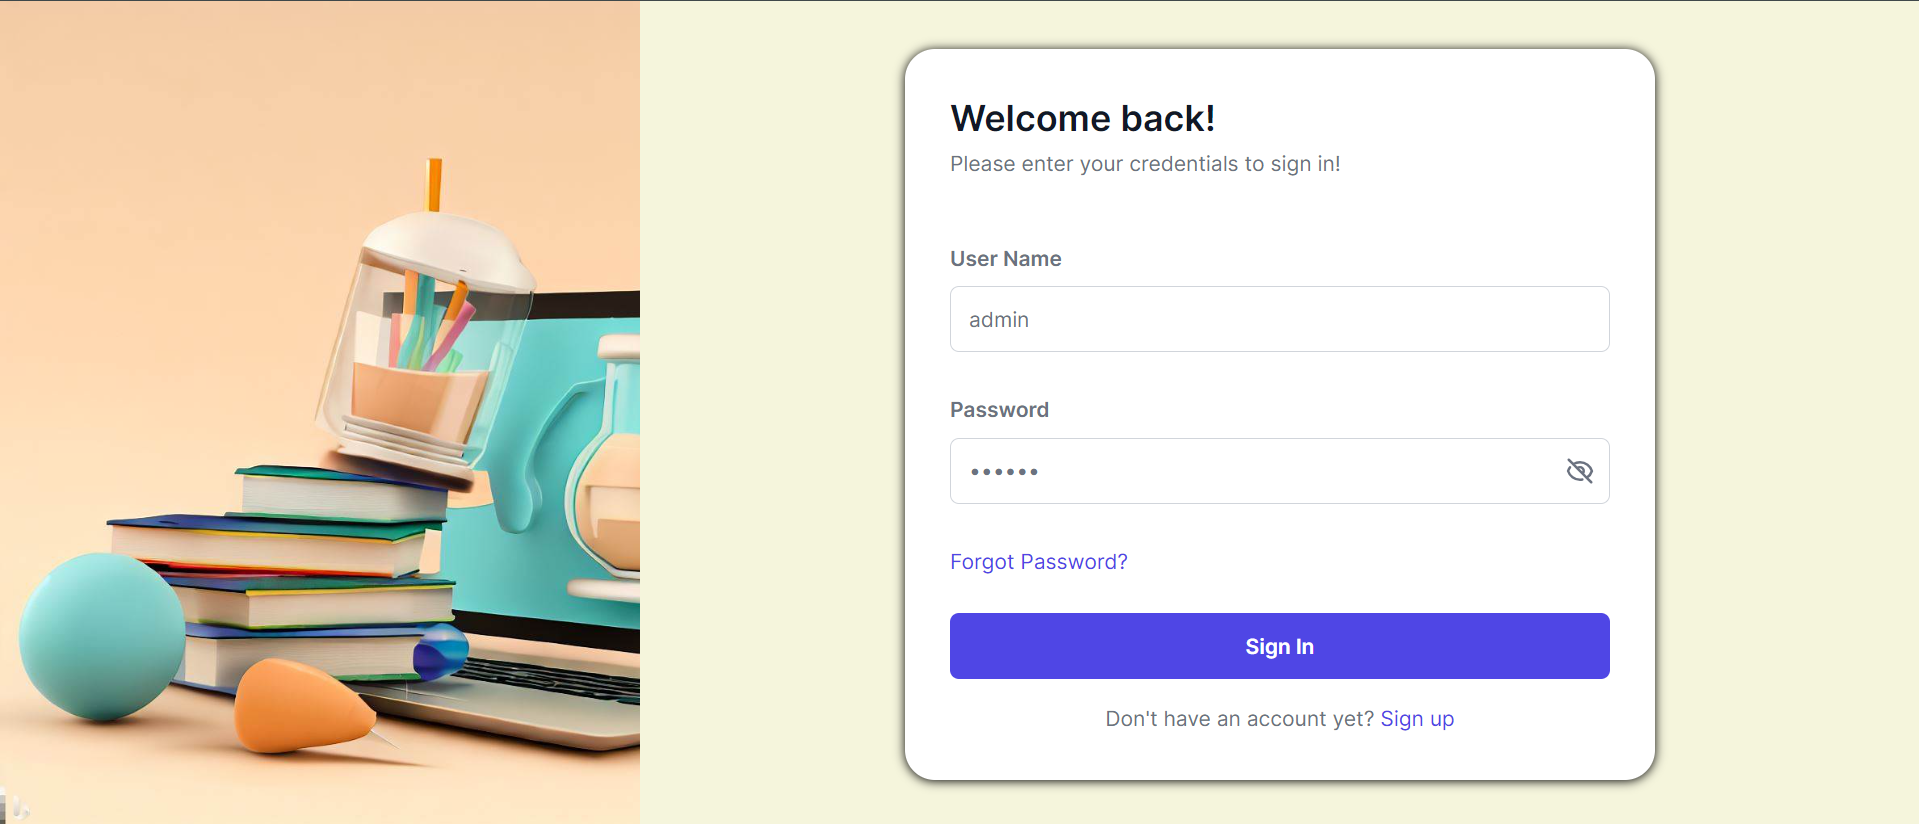 Welcome back!
Please enter your credentials to sign in!
User Name
admin
Password
••••••
Forgot Password?
Sign In
Don't have an account yet? Sign up